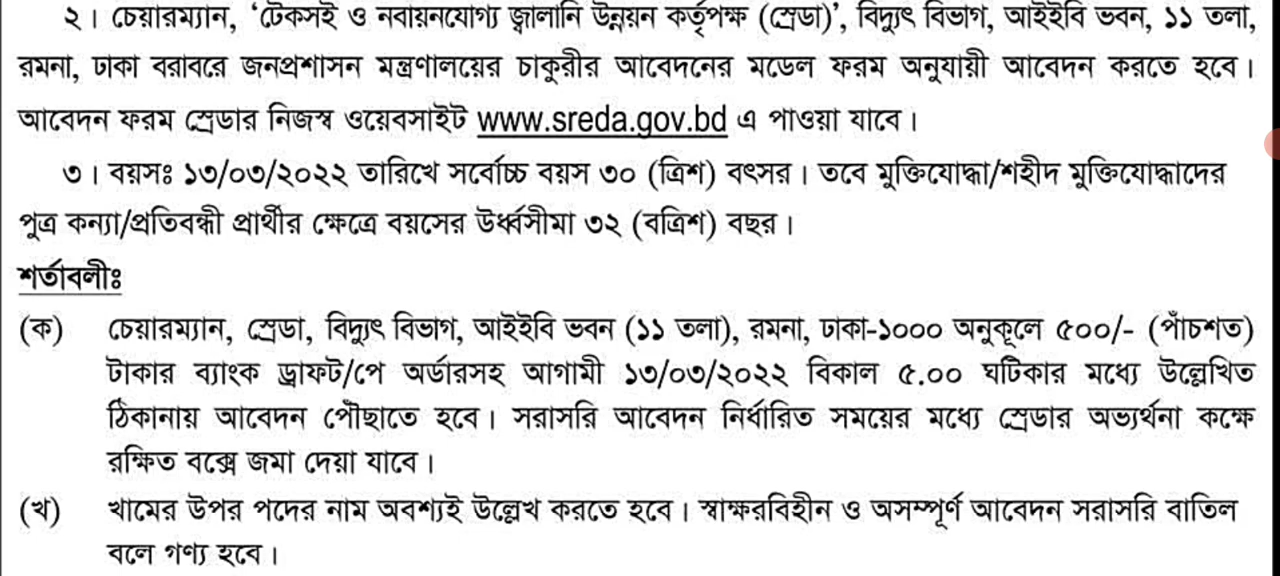 ২। চেয়ারম্যান, ‘টেকসই ও নবায়নযোগ্য জ্বালানি উন্নয়ন কর্তৃপক্ষ (স্রেডা)’, বিদ্যুৎ বিভাগ, আইইবি ভবন, ১১ তলা,
রমনা, ঢাকা বরাবরে জনপ্রশাসন মন্ত্রণালয়ের চাকুরীর আবেদনের মডেল ফরম অনুযায়ী আবেদন করতে হবে।
আবেদন ফরম স্রেডার নিজস্ব ওয়েবসাইট www.sreda.gov.bd এ পাওয়া যাবে।
৩। বয়সঃ ১৩/০৩/২০২২ তারিখে সর্বোচ্চ বয়স ৩০ (ত্রিশ) বৎসর। তবে মুক্তিযোদ্ধা/শহীদ মুক্তিযোদ্ধাদের
পুত্র কন্যা/প্রতিবন্ধী প্রার্থীর ক্ষেত্রে বয়সের উর্ধ্বসীমা ৩২ (বত্রিশ) বছর।
শর্তাবলীঃ
(ক) চেয়ারম্যান, স্রেডা, বিদ্যুৎ বিভাগ, আইইবি ভবন (১১ তলা), রমনা, ঢাকা-১০০০ অনুকূলে ৫০০/- (পাঁচশত)
টাকার ব্যাংক ড্রাফট/পে অর্ডারসহ আগামী ১৩/০৩/২০২২ বিকাল ৫.০০ ঘটিকার মধ্যে উল্লেখিত
ঠিকানায় আবেদন পৌঁছাতে হবে। সরাসরি আবেদন নির্ধারিত সময়ের মধ্যে স্রেডার অভ্যর্থনা কক্ষে
রক্ষিত বক্সে জমা দেয়া যাবে।
(খ) খামের উপর পদের নাম অবশ্যই উল্লেখ করতে হবে। স্বাক্ষরবিহীন ও অসম্পূর্ণ আবেদন সরাসরি বাতিল
বলে গণ্য হবে।